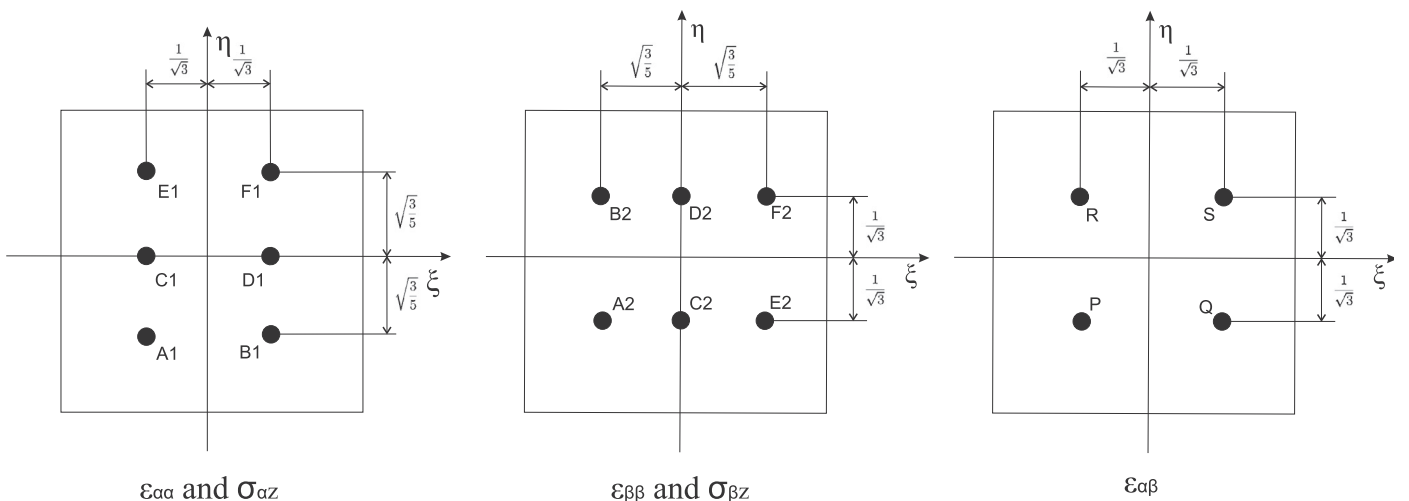 η
1/√3 1/√3
E1 F1
√(3/5)
C1 D1 ξ
√(3/5)
A1 B1
εαα and σαz
η
√(3/5) √(3/5)
B2 D2 F2
1/√3
ξ
1/√3
A2 C2 E2
εββ and σβz
η
1/√3 1/√3
R S
1/√3
ξ
1/√3
P Q
εαβ